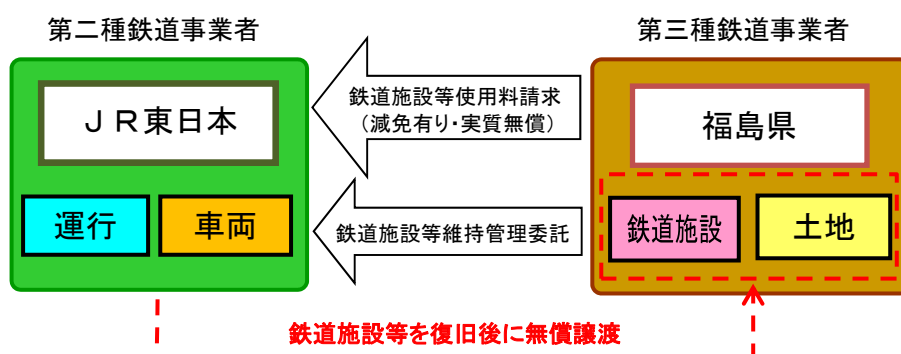 第二種鉄道事業者
第三種鉄道事業者
JR東日本
鉄道施設等使用料請求
（減免有り・実質無償）
福島県
運行
車両
鉄道施設等維持管理委託
鉄道施設
土地
鉄道施設等を復旧後に無償譲渡